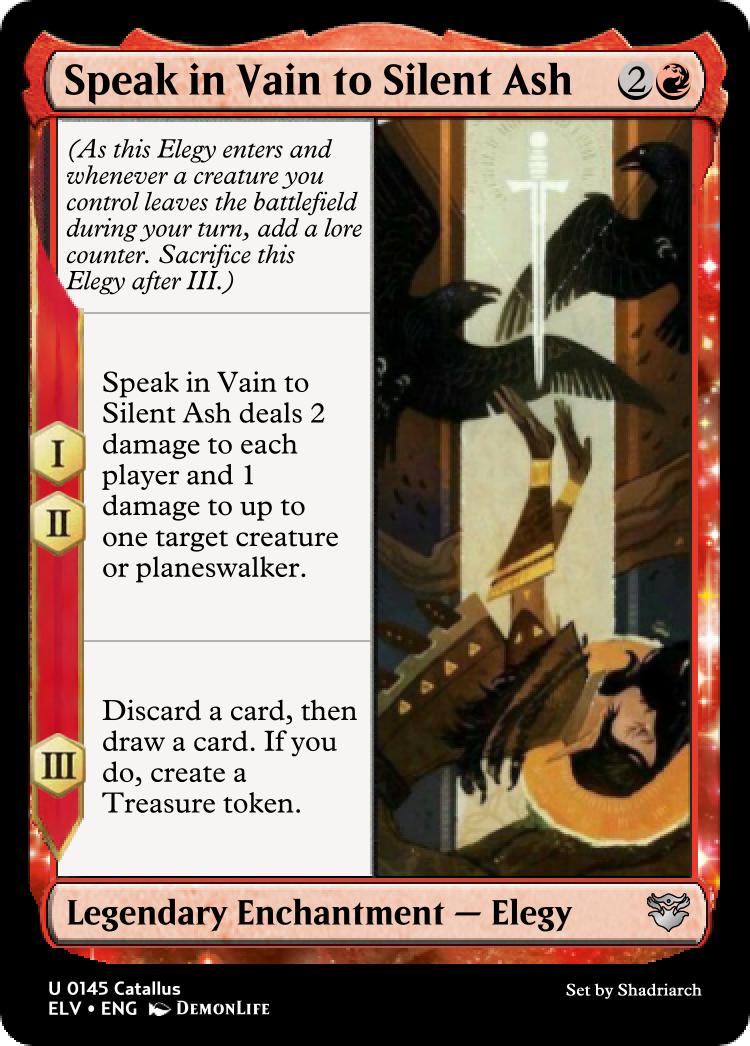 Speak in Vain to Silent Ash 2
(As this Elegy enters and
whenever a creature you
control leaves the battlefield
during your turn, add a lore
counter. Sacrifice this
Elegy after III.)
I
II
Speak in Vain to
Silent Ash deals 2
damage to each
player and 1
damage to up to
one target creature
or planeswalker.
III
Discard a card, then
draw a card. If you
do, create a
Treasure token.
Legendary Enchantment — Elegy
U 0145 Catallus
ELV • ENG DemonLife
Set by Shadriarch